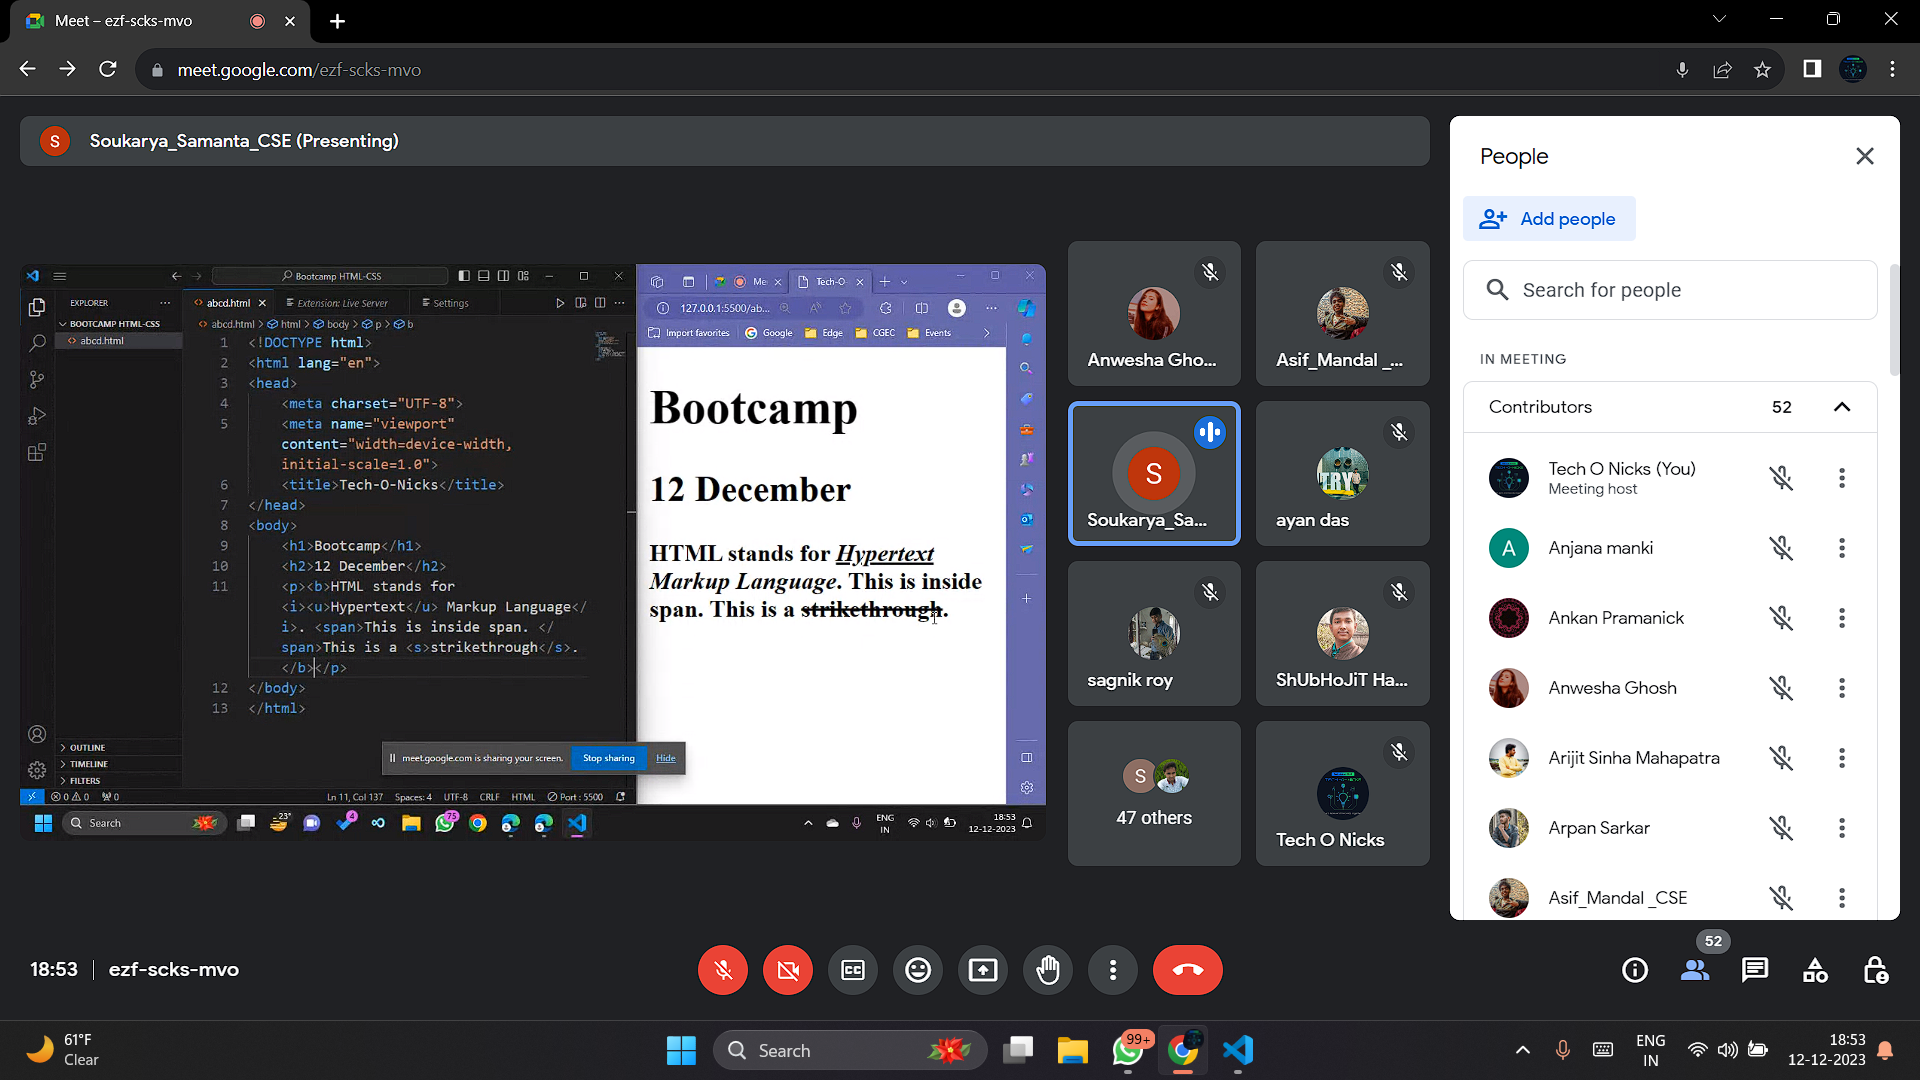 Meet – ezf-scks-mvo
meet.google.com/ezf-scks-mvo
S
Soukarya_Samanta_CSE (Presenting)
Bootcamp HTML-CSS
EXPLORER
abcd.html
Extension: Live Server
Settings
BOOTCAMP HTML-CSS
abcd.html
abcd.html > html > body > p > b
1 <!DOCTYPE html>
2 <html lang="en">
3 <head>
4 <meta charset="UTF-8">
5 <meta name="viewport"
content="width=device-width,
initial-scale=1.0">
6 <title>Tech-O-Nicks</title>
7 </head>
8 <body>
9 <h1>Bootcamp</h1>
10 <h2>12 December</h2>
11 <p><b>HTML stands for
<i><u>Hypertext</u> Markup Language</
i>. <span>This is inside span. </
span>This is a <s>strikethrough</s>.
</b></p>
12 </body>
13 </html>
OUTLINE
TIMELINE
FILTERS
meet.google.com is sharing your screen.
Stop sharing
Hide
0 0 0
Ln 11, Col 137
Spaces: 4
UTF-8
CRLF
HTML
Port : 5500
Me
Tech-O
127.0.0.1:5500/ab...
Import favorites
Google
Edge
CGEC
Events
Bootcamp
12 December
HTML stands for Hypertext
Markup Language. This is inside
span. This is a strikethrough.
Search
23°
4
75
ENG
IN
18:53
12-12-2023
Anwesha Gho...
Asif_Mandal _...
S
Soukarya_Sa...
TRY
ayan das
sagnik roy
ShUbHoJiT Ha...
S
47 others
Tech O Nicks
People
Add people
Search for people
IN MEETING
Contributors
52
Tech O Nicks (You)
Meeting host
A
Anjana manki
Ankan Pramanick
Anwesha Ghosh
Arijit Sinha Mahapatra
Arpan Sarkar
Asif_Mandal _CSE
18:53
ezf-scks-mvo
CC
52
61°F
Clear
Search
99+
ENG
IN
18:53
12-12-2023